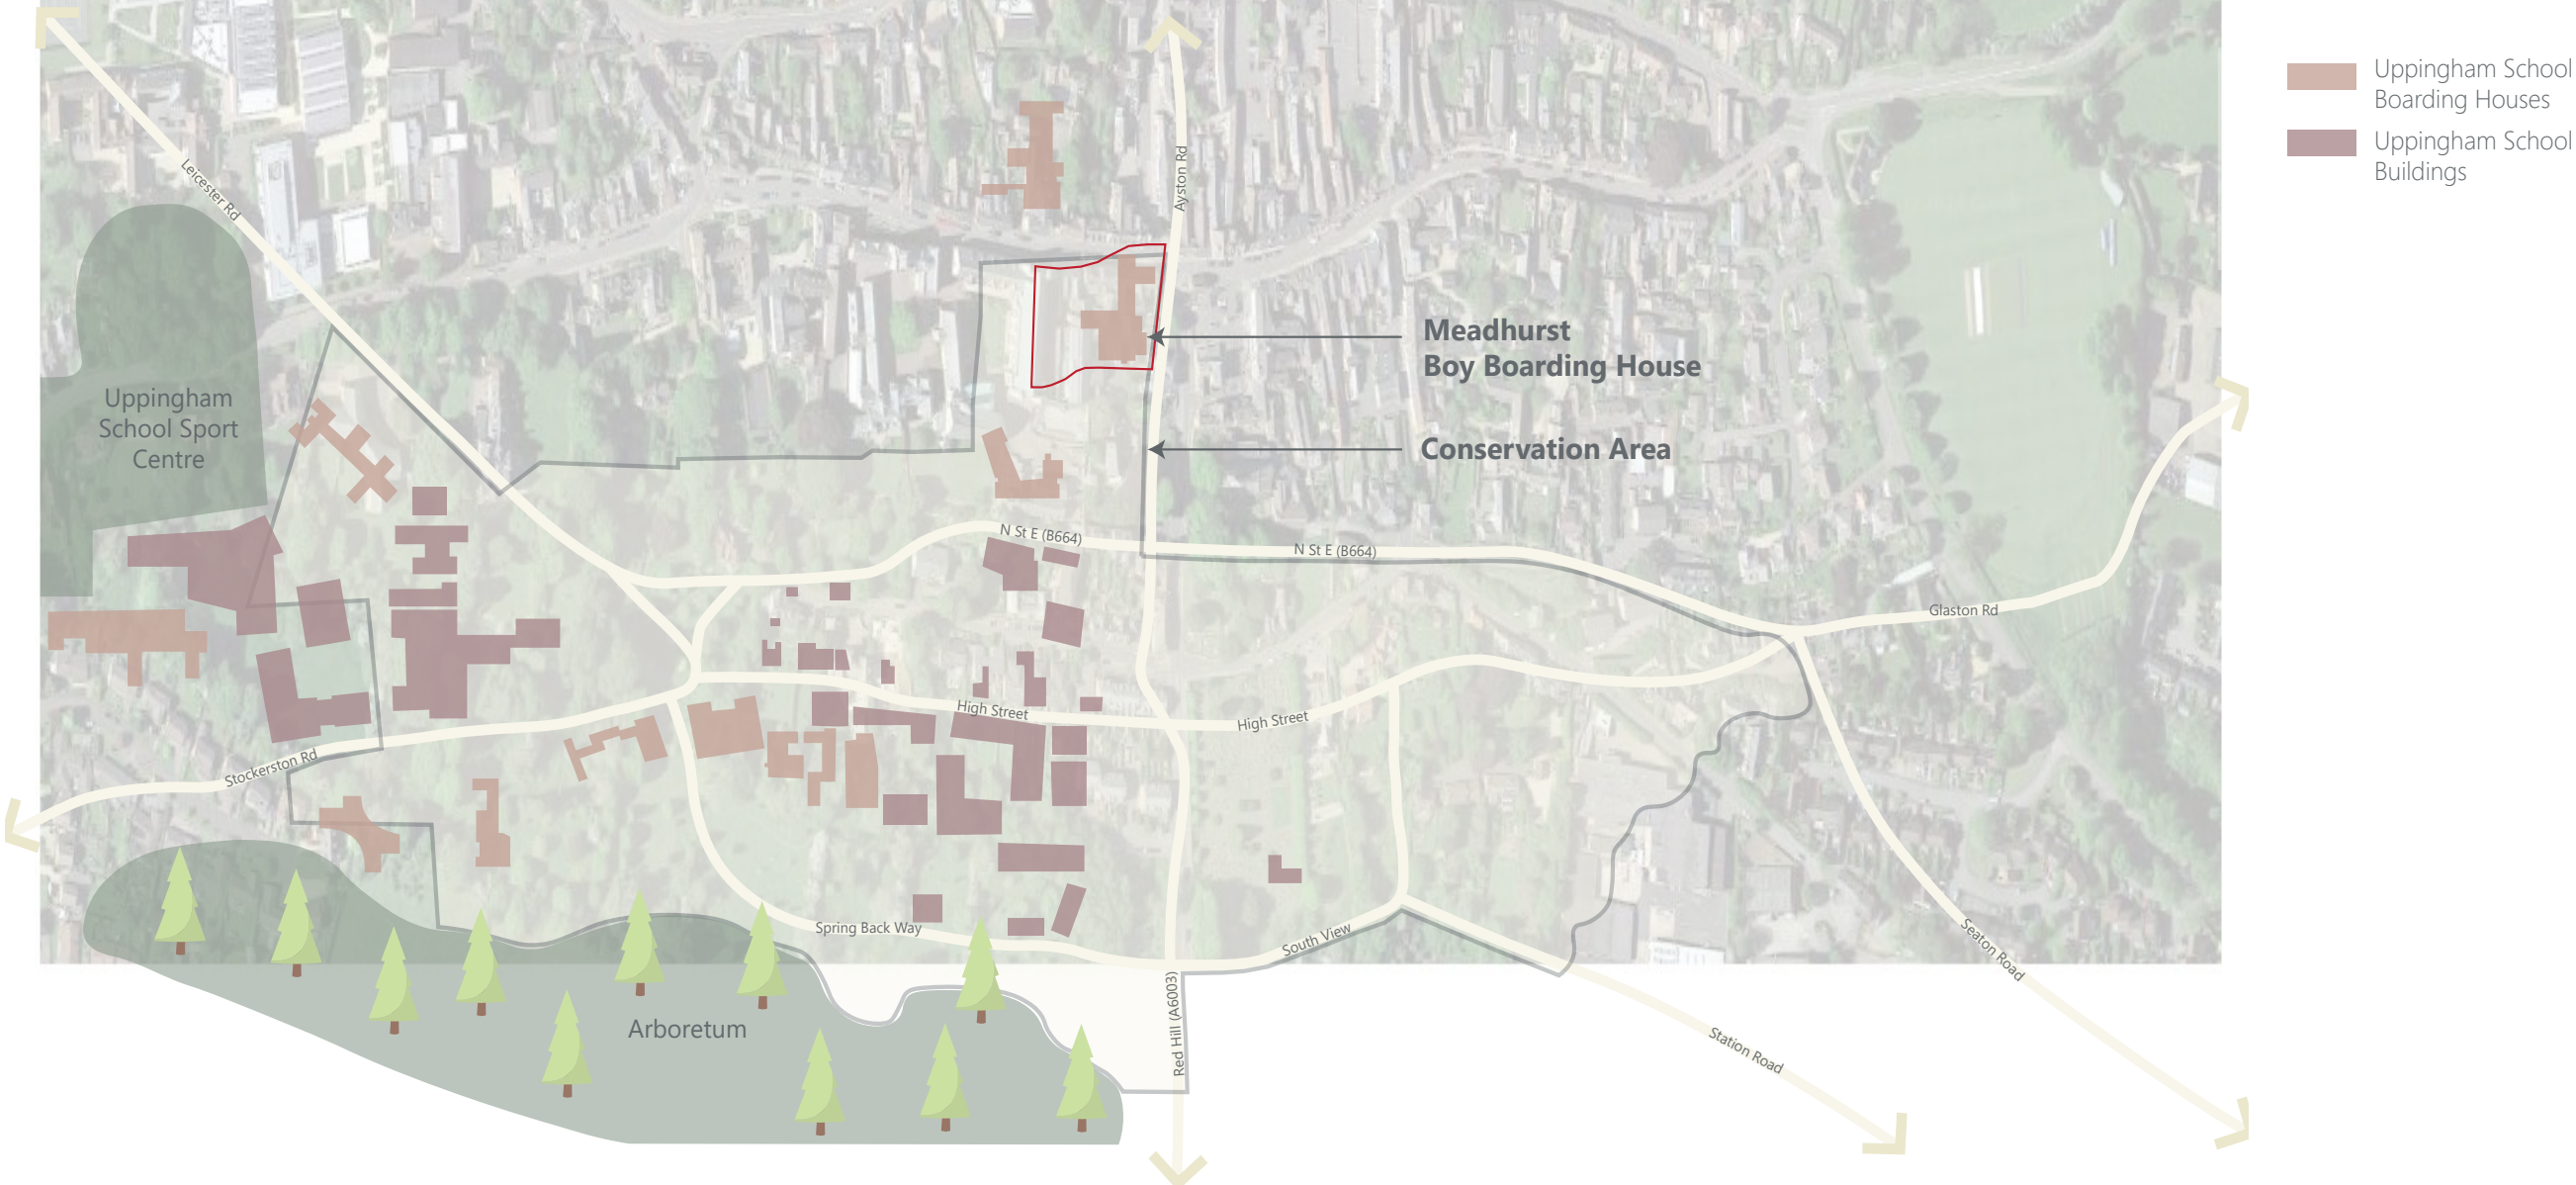 Uppingham School
Boarding Houses
Uppingham School
Buildings
Leicester Rd
Ayston Rd
Meadhurst
Boy Boarding House
Uppingham
School Sport
Centre
Conservation Area
N St E (B664)
N St E (B664)
Glaston Rd
High Street
High Street
Stockerston Rd
Spring Back Way
South View
Seaton Road
Red Hill (A6003)
Arboretum
Station Road